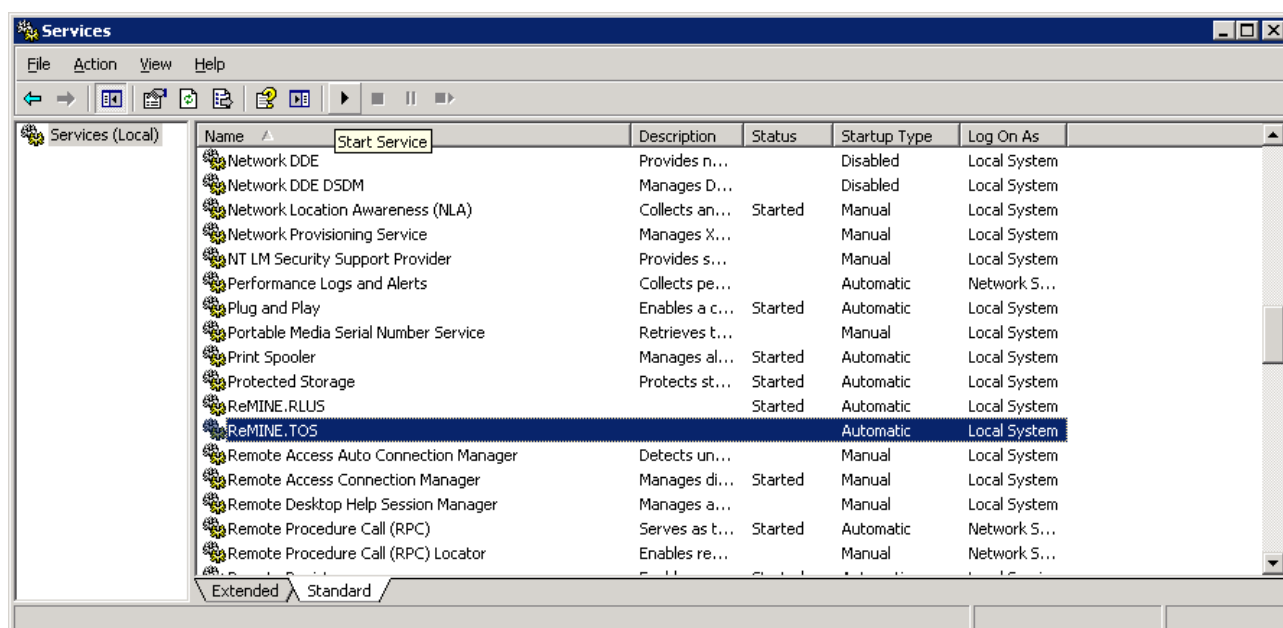 Services
File Action View Help
Services (Local)
Name Description Status Startup Type Log On As
Start Service
Network DDE Provides n... Disabled Local System
Network DDE DSDM Manages D... Disabled Local System
Network Location Awareness (NLA) Collects an... Started Manual Local System
Network Provisioning Service Manages X... Manual Local System
NT LM Security Support Provider Provides s... Manual Local System
Performance Logs and Alerts Collects pe... Automatic Network S...
Plug and Play Enables a c... Started Automatic Local System
Portable Media Serial Number Service Retrieves t... Manual Local System
Print Spooler Manages al... Started Automatic Local System
Protected Storage Protects st... Started Automatic Local System
ReMINE.RLUS Started Automatic Local System
ReMINE.TOS Automatic Local System
Remote Access Auto Connection Manager Detects un... Manual Local System
Remote Access Connection Manager Manages di... Started Manual Local System
Remote Desktop Help Session Manager Manages a... Manual Local System
Remote Procedure Call (RPC) Serves as t... Started Automatic Network S...
Remote Procedure Call (RPC) Locator Enables re... Manual Network S...
Extended Standard